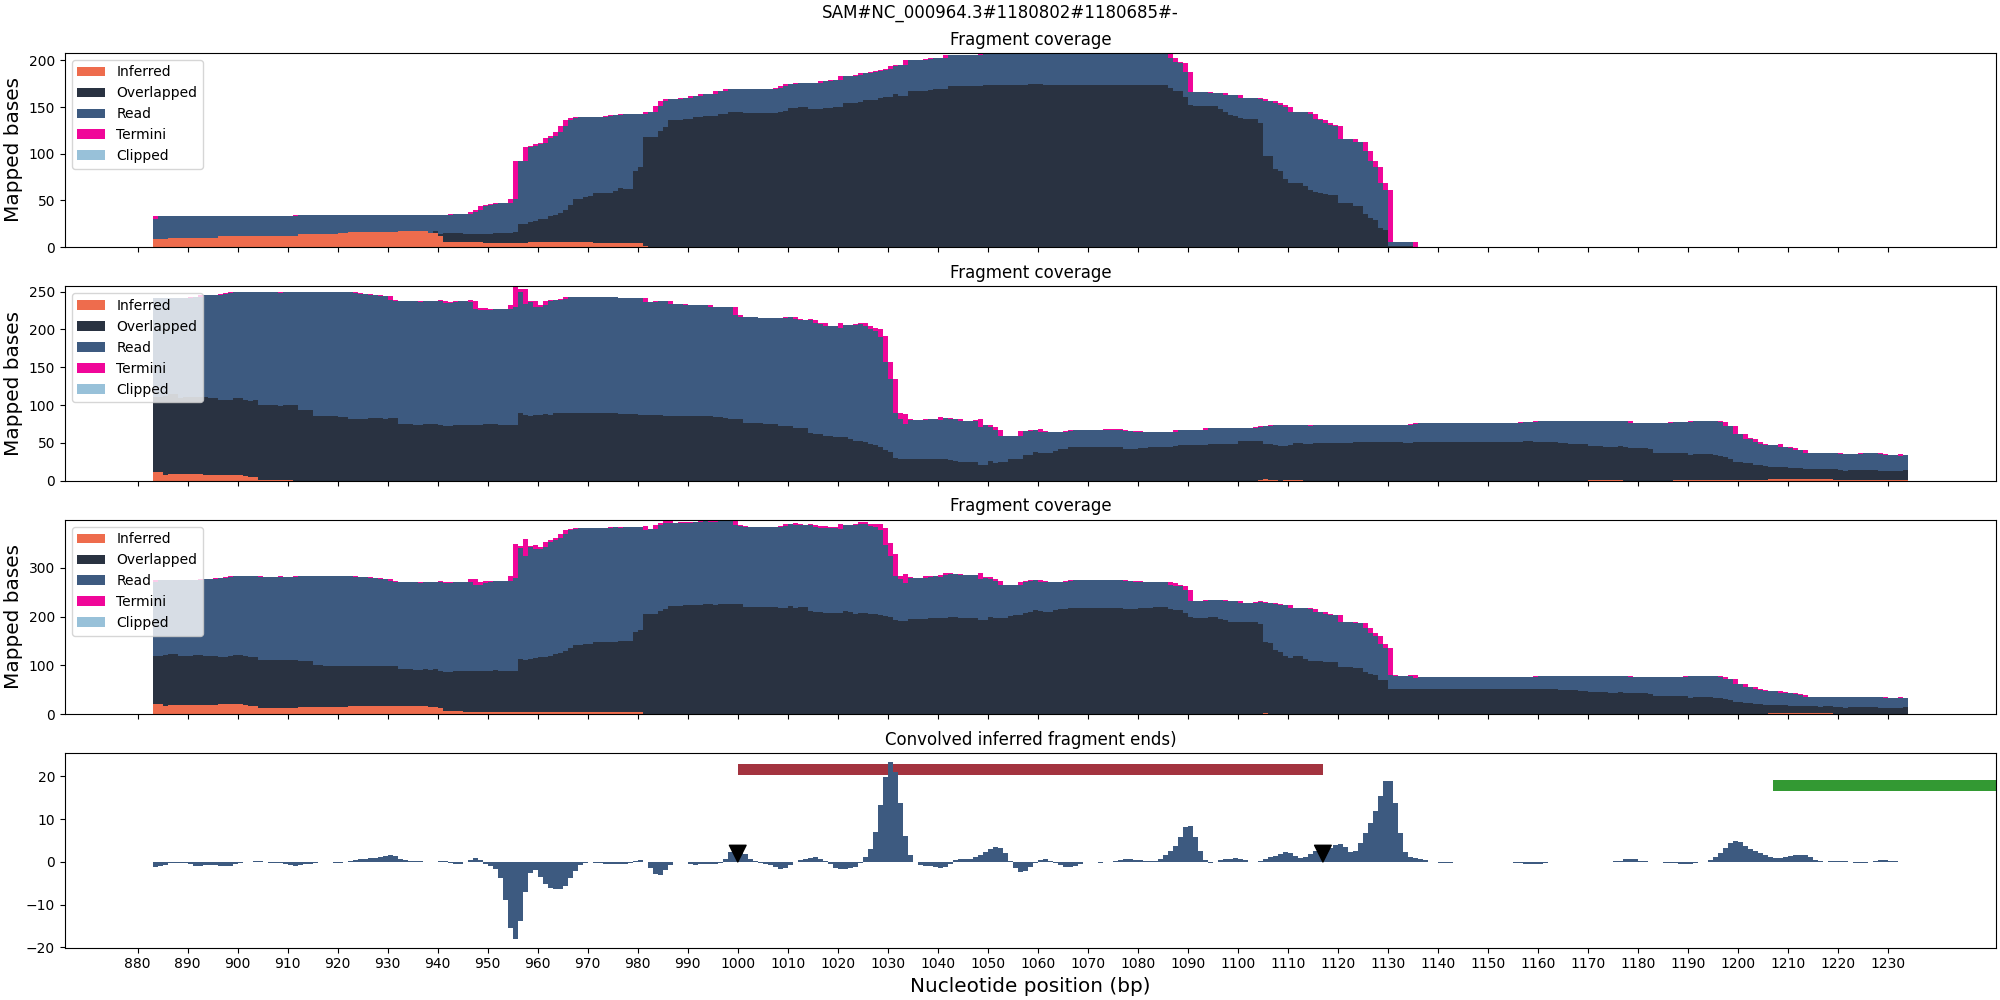 SAM#NC_000964.3#1180802#1180685#-
Fragment coverage
Mapped bases
200
150
100
50
0
Inferred
Overlapped
Read
Termini
Clipped
Fragment coverage
Mapped bases
250
200
150
100
50
0
Inferred
Overlapped
Read
Termini
Clipped
Fragment coverage
Mapped bases
300
200
100
0
Inferred
Overlapped
Read
Termini
Clipped
Convolved inferred fragment ends)
20
10
0
−10
−20
880 890 900 910 920 930 940 950 960 970 980 990 1000 1010 1020 1030 1040 1050 1060 1070 1080 1090 1100 1110 1120 1130 1140 1150 1160 1170 1180 1190 1200 1210 1220 1230
Nucleotide position (bp)